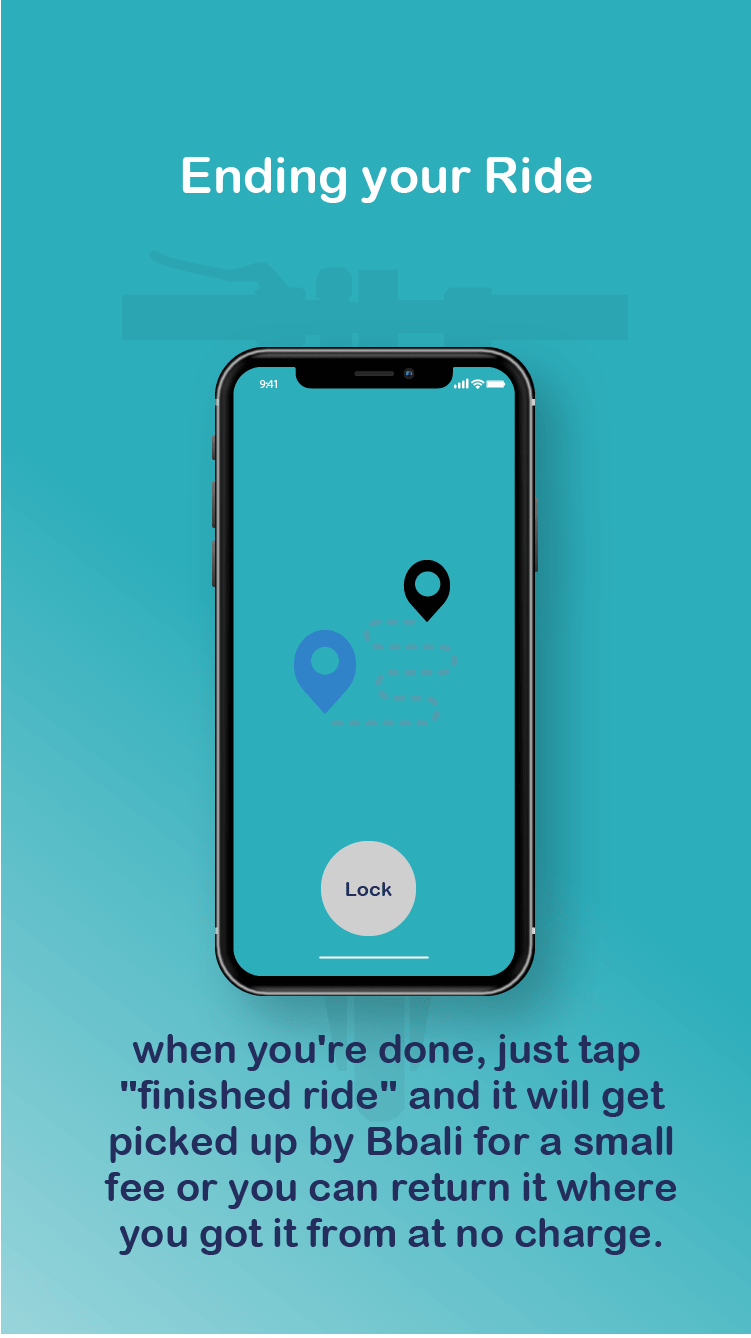 Ending your Ride
9:41
Lock
when you're done, just tap
"finished ride" and it will get
picked up by Bbali for a small
fee or you can return it where
you got it from at no charge.